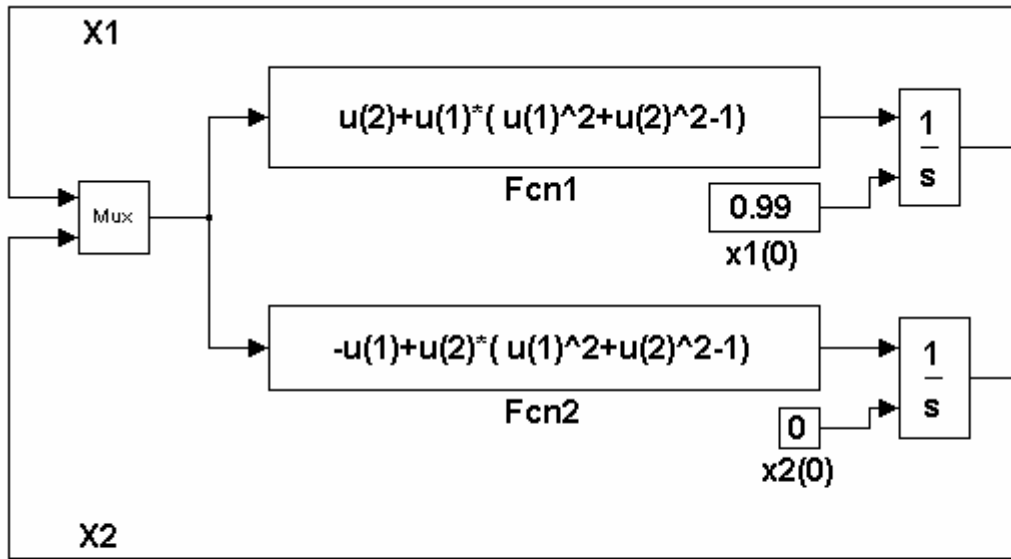 X1
u(2)+u(1)*( u(1)^2+u(2)^2-1)
Fcn1
1
s
Mux
0.99
x1(0)
-u(1)+u(2)*( u(1)^2+u(2)^2-1)
Fcn2
1
s
0
x2(0)
X2